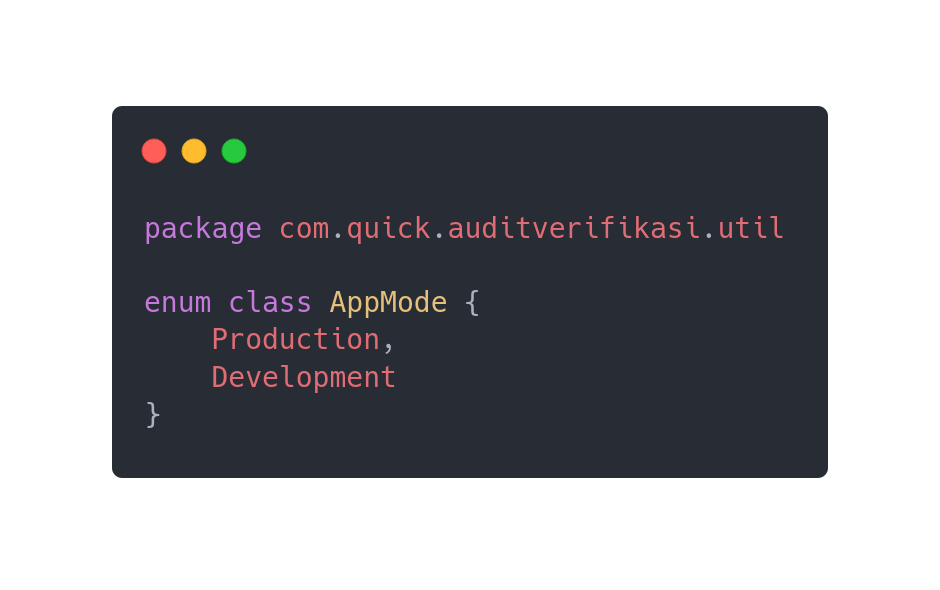 package com.quick.auditverifikasi.util

enum class AppMode {
    Production,
    Development
}